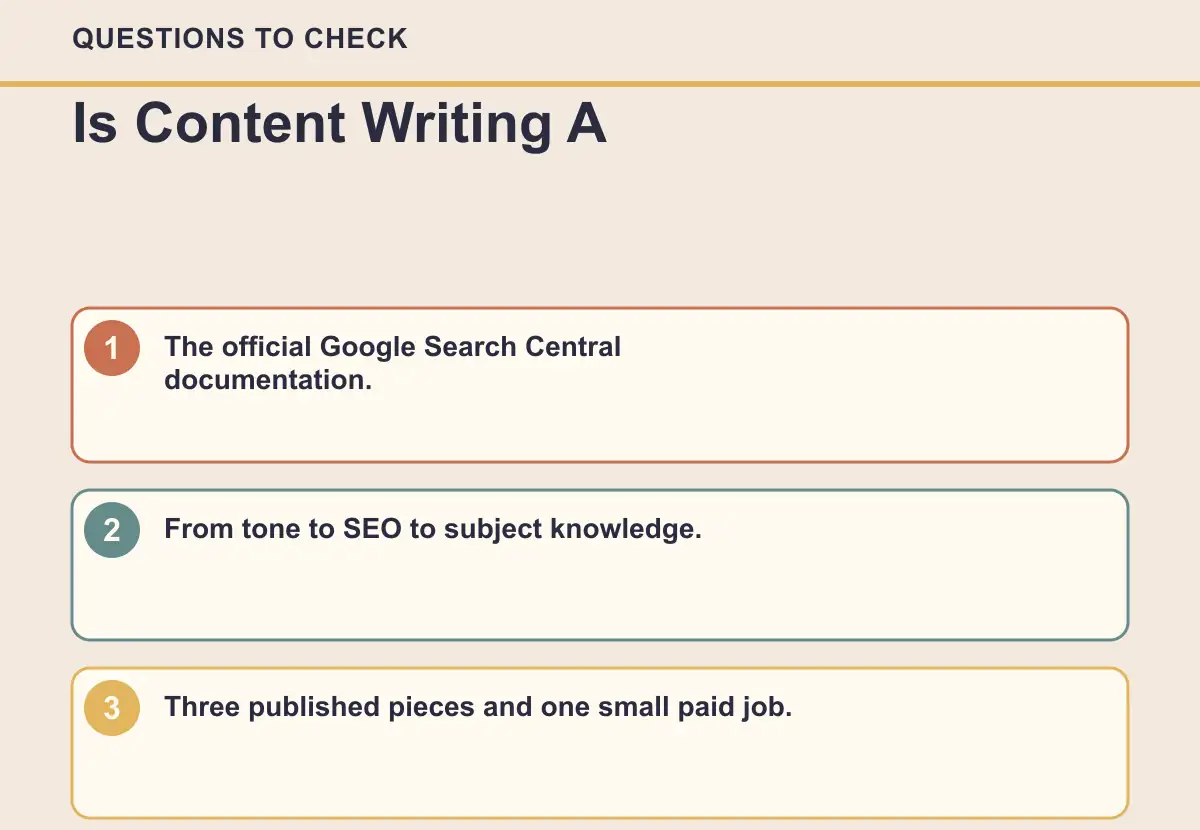 QUESTIONS TO CHECK
Is Content Writing A
1
The official Google Search Central
documentation.
2
From tone to SEO to subject knowledge.
3
Three published pieces and one small paid job.